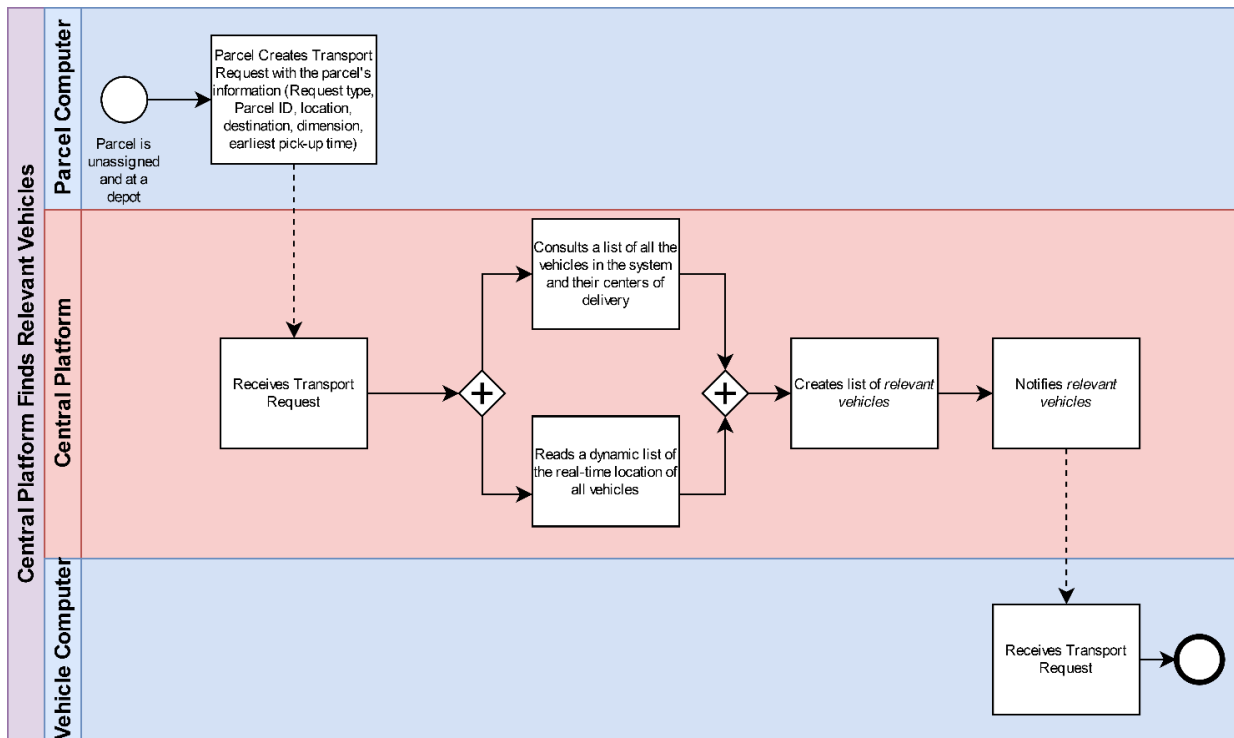 Central Platform Finds Relevant Vehicles
Parcel Computer
Parcel is
unassigned
and at a
depot
Parcel Creates Transport
Request with the parcel's
information (Request type,
Parcel ID, location,
destination, dimension,
earliest pick-up time)
Central Platform
Receives Transport
Request
Consults a list of all the
vehicles in the system
and their centers of
delivery
Reads a dynamic list of
the real-time location of
all vehicles
Creates list of relevant
vehicles
Notifies relevant
vehicles
Vehicle Computer
Receives Transport
Request